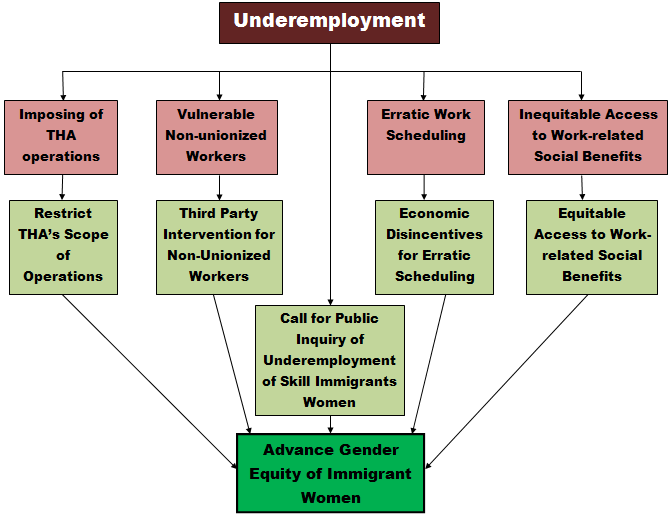 Underemployment
Imposing of
THA
operations
Vulnerable
Non-unionized
Workers
Erratic Work
Scheduling
Inequitable Access
to Work-related
Social Benefits
Restrict
THA’s Scope
of
Operations
Third Party
Intervention for
Non-Unionized
Workers
Economic
Disincentives
for Erratic
Scheduling
Equitable
Access to Work-
related Social
Benefits
Call for Public
Inquiry of
Underemployment
of Skill Immigrants
Women
Advance Gender
Equity of Immigrant
Women